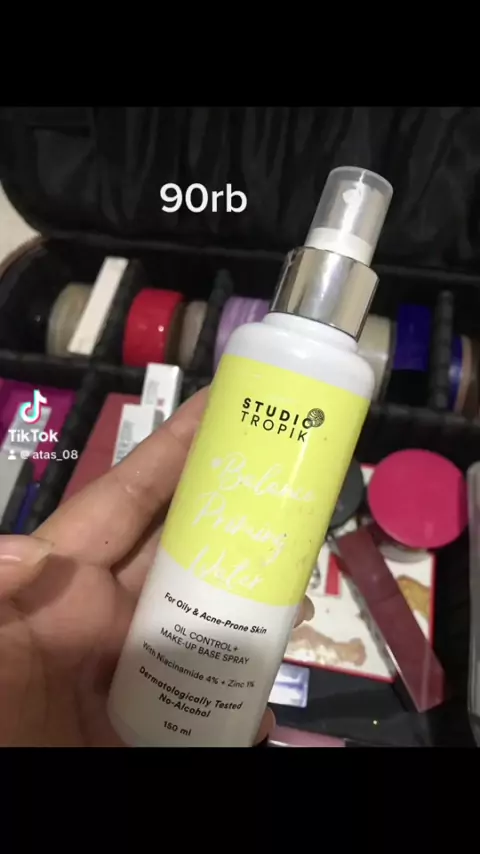 90rb
STUDIO
TROPIK
#Balance
Priming
Water
For Oily & Acne-Prone Skin
OIL CONTROL+
MAKE-UP BASE SPRAY
With Niacinamide 4% + Zinc 1%
Dermatologically Tested
No-Alcohol
150 ml
TikTok
@atas_08